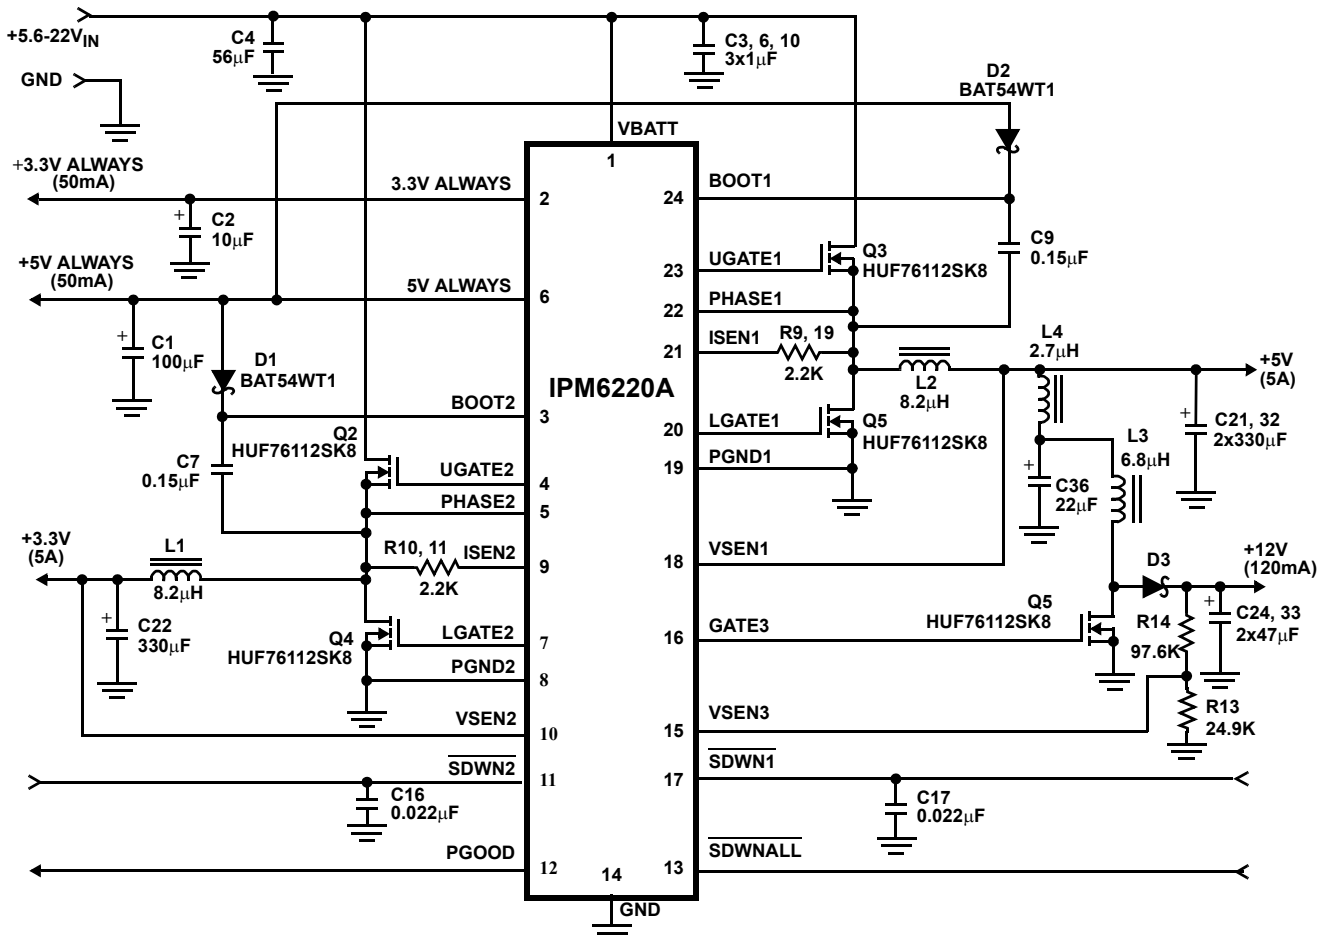 +5.6-22VIN
C4
56μF
C3, 6, 10
3x1μF
GND
D2
BAT54WT1
VBATT
1
+3.3V ALWAYS
(50mA)
3.3V ALWAYS
2
C2
10μF
BOOT1
24
C9
0.15μF
+5V ALWAYS
(50mA)
5V ALWAYS
6
UGATE1
23
Q3
HUF76112SK8
PHASE1
22
C1
100μF
D1
BAT54WT1
ISEN1
21
R9, 19
2.2K
L4
2.7μH
+5V
(5A)
IPM6220A
L2
8.2μH
BOOT2
3
LGATE1
20
Q5
HUF76112SK8
C21, 32
2x330μF
Q2
HUF76112SK8
C7
0.15μF
PGND1
19
L3
6.8μH
UGATE2
4
C36
22μF
PHASE2
5
+3.3V
(5A)
L1
8.2μH
R10, 11
2.2K
ISEN2
9
VSEN1
18
+12V
(120mA)
D3
C22
330μF
Q4
HUF76112SK8
LGATE2
7
GATE3
16
Q5
HUF76112SK8
R14
97.6K
C24, 33
2x47μF
PGND2
8
VSEN2
10
VSEN3
15
R13
24.9K
SDWN2
11
SDWN1
17
C16
0.022μF
C17
0.022μF
PGOOD
12
SDWNALL
13
14
GND
+
+
+
+
+
+